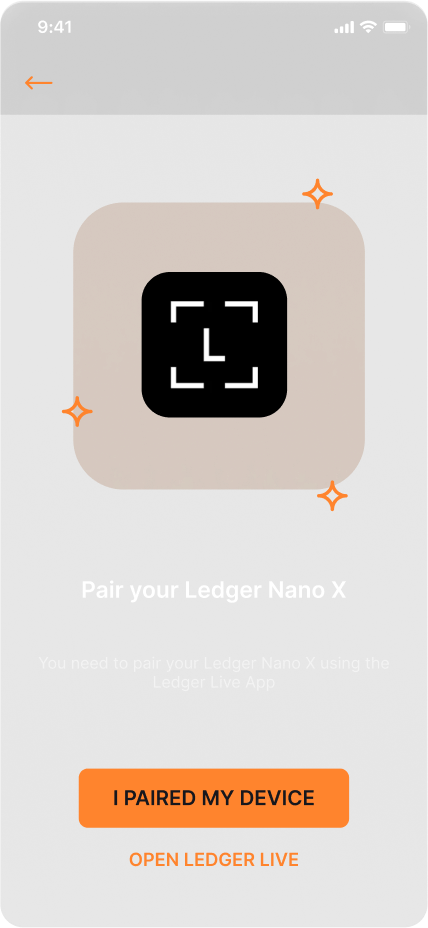 9:41
L
Pair your Ledger Nano X
You need to pair your Ledger Nano X using the
Ledger Live App
I PAIRED MY DEVICE
OPEN LEDGER LIVE